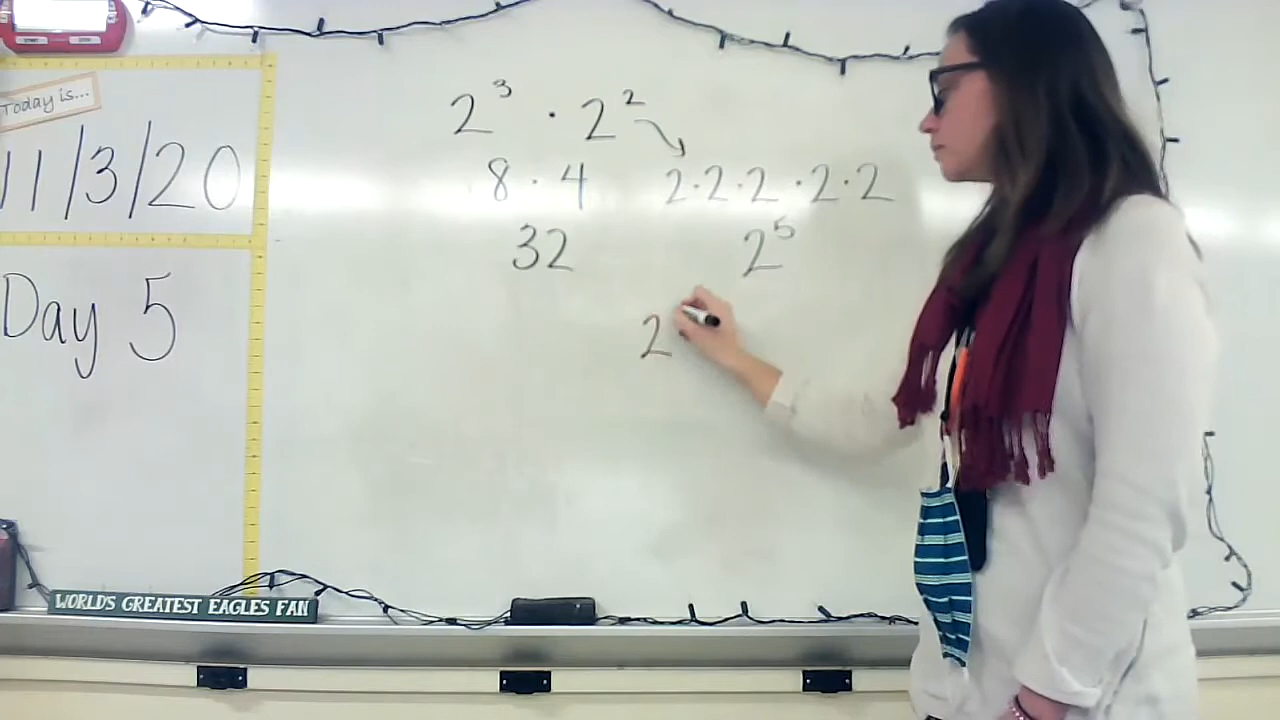 Today is...
11/3/20
Day 5
2³ · 2²
8 · 4
32
2·2·2·2·2
2⁵
2
WORLD'S GREATEST EAGLES FAN